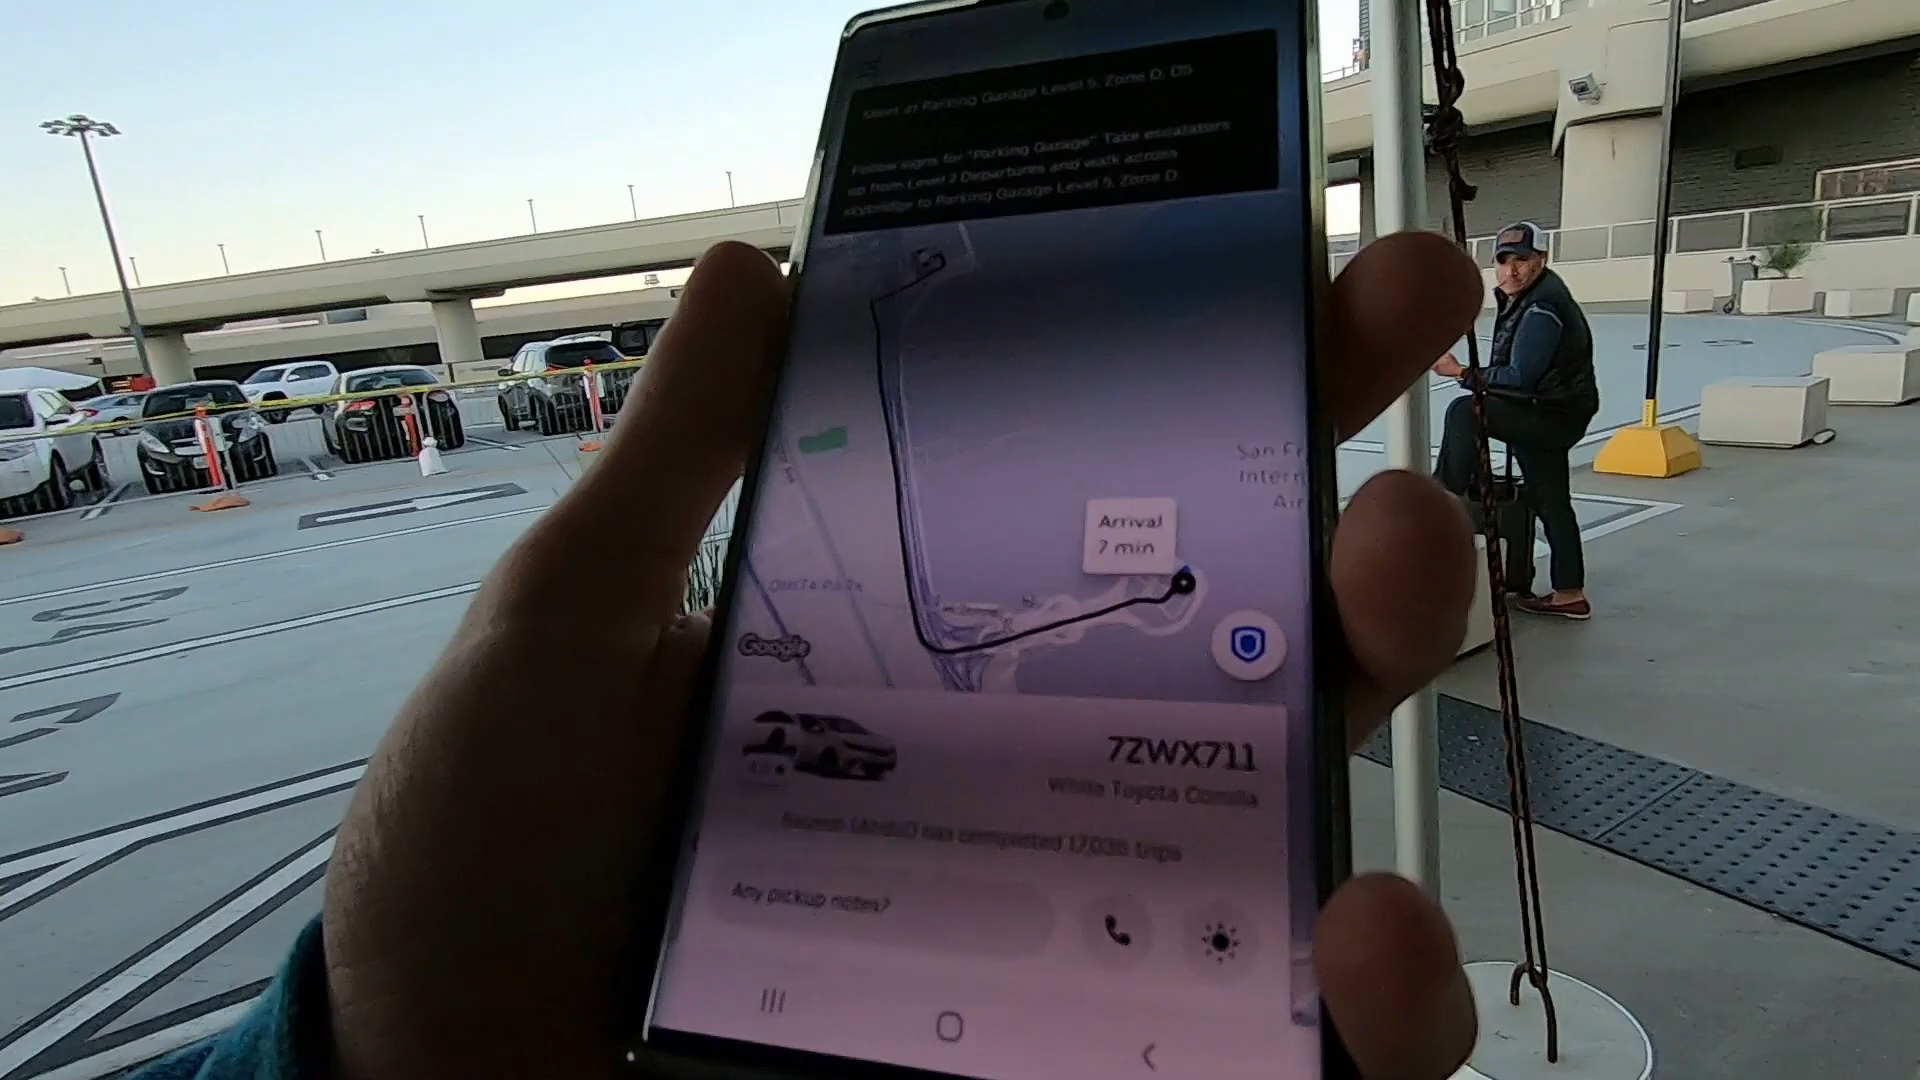 Meet at Parking Garage Level 5, Zone D, D5
Follow signs for "Parking Garage". Take escalators
up from Level 2 Departures and walk across
skybridge to Parking Garage Level 5, Zone D.
San Fr
Intern
Air
Arrival
7 min
Google
7ZWX711
White Toyota Corolla
has completed 17,038 trips
Any pickup notes?